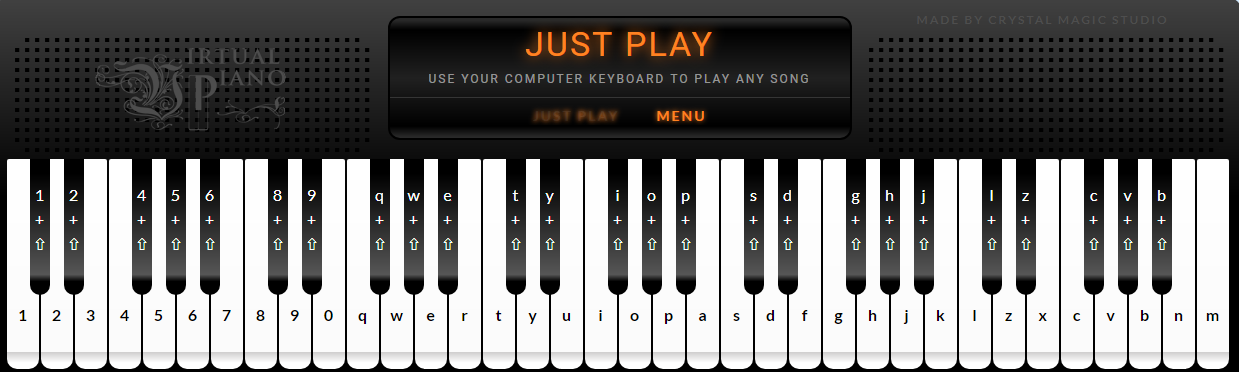 MADE BY CRYSTAL MAGIC STUDIO
VIRTUAL
PIANO
JUST PLAY
USE YOUR COMPUTER KEYBOARD TO PLAY ANY SONG
JUST PLAY MENU
1 2 4 5 6 8 9 q w e t y i o p s d g h j l z c v b
+ + + + + + + + + + + + + + + + + + + + + + + + +
⇧ ⇧ ⇧ ⇧ ⇧ ⇧ ⇧ ⇧ ⇧ ⇧ ⇧ ⇧ ⇧ ⇧ ⇧ ⇧ ⇧ ⇧ ⇧ ⇧ ⇧ ⇧ ⇧ ⇧ ⇧
1 2 3 4 5 6 7 8 9 0 q w e r t y u i o p a s d f g h j k l z x c v b n m